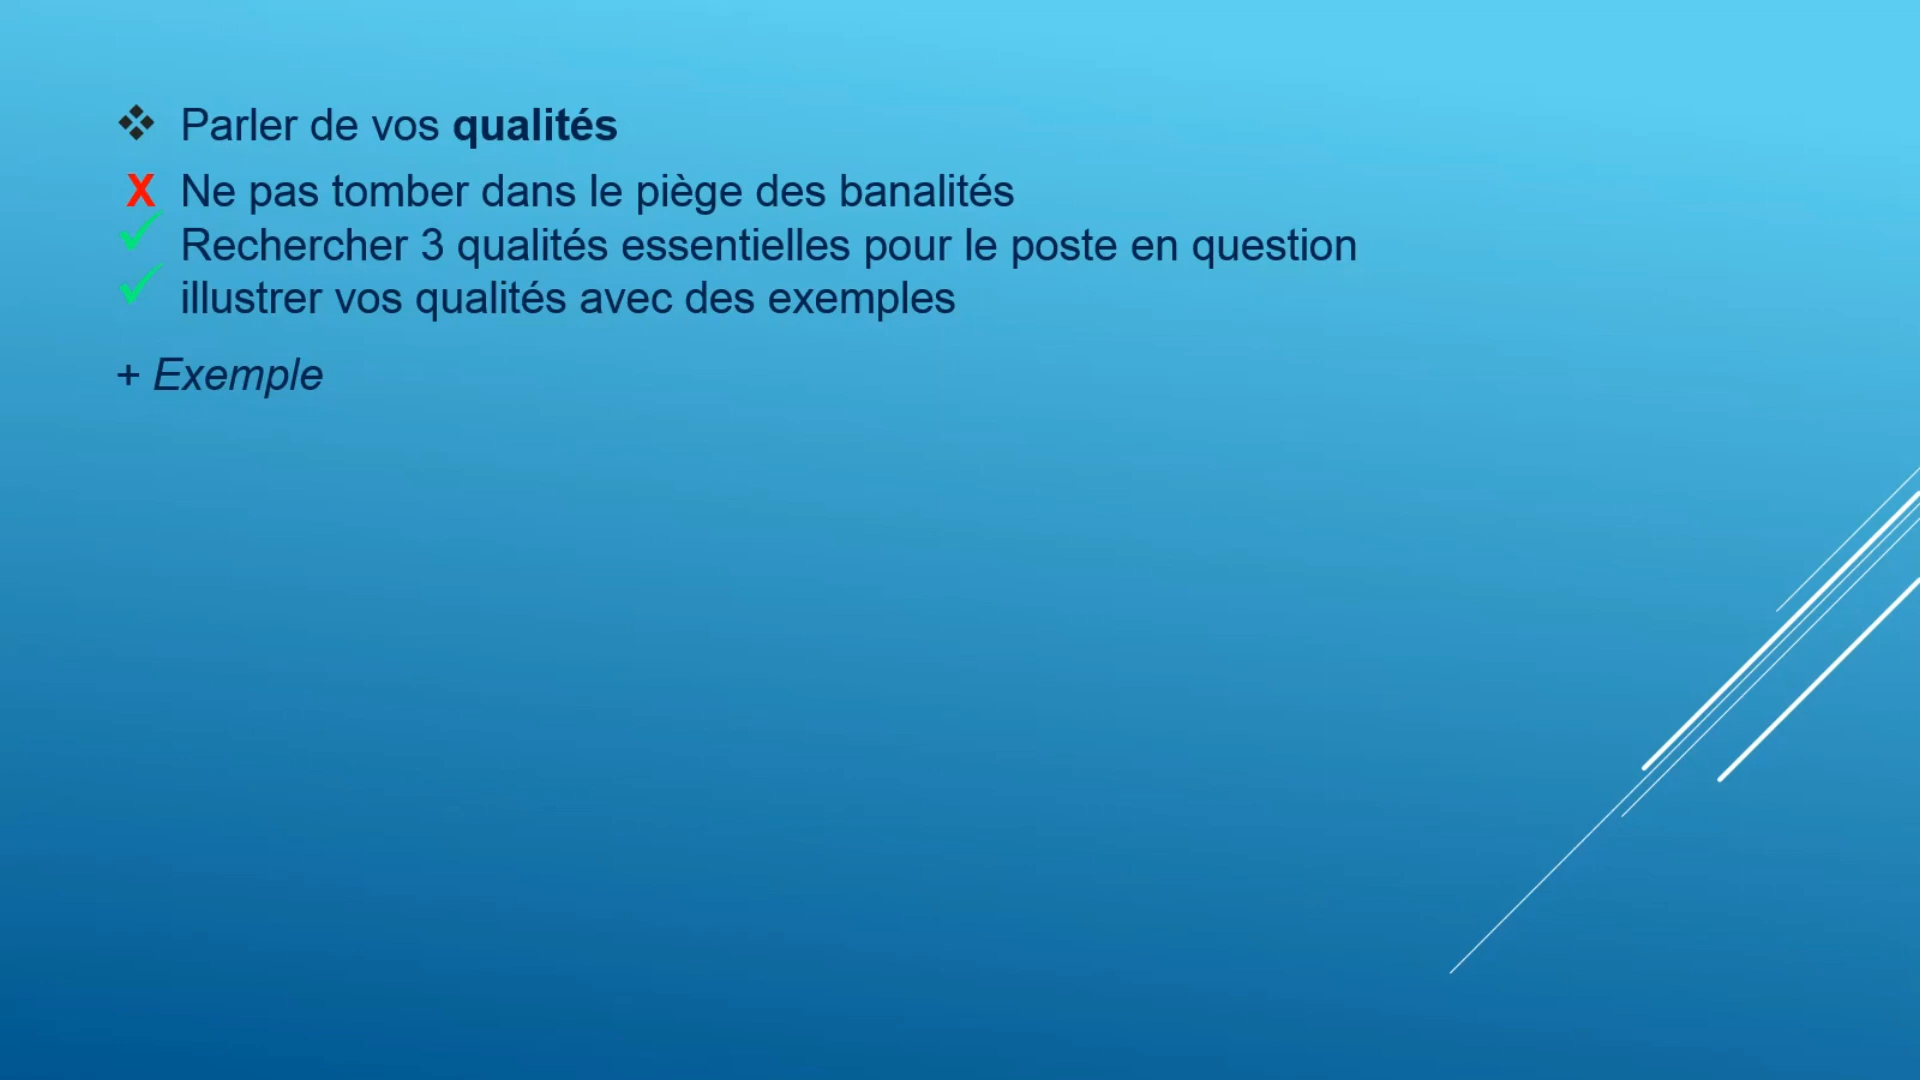 ❖ Parler de vos qualités
X Ne pas tomber dans le piège des banalités
✓ Rechercher 3 qualités essentielles pour le poste en question
✓ illustrer vos qualités avec des exemples
+ Exemple